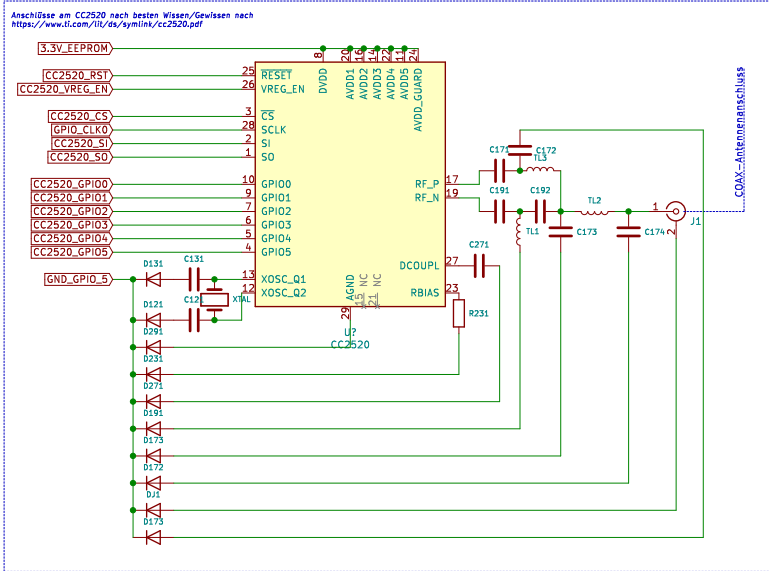 Anschlüsse am CC2520 nach besten Wissen/Gewissen nach
https://www.ti.com/lit/ds/symlink/cc2520.pdf
3.3V_EEPROM
CC2520_RST
CC2520_VREG_EN
CC2520_CS
GPIO_CLK0
CC2520_SI
CC2520_SO
CC2520_GPIO0
CC2520_GPIO1
CC2520_GPIO2
CC2520_GPIO3
CC2520_GPIO4
CC2520_GPIO5
GND_GPIO_5
8 20 16 14 22 11 24
DVDD AVDD1 AVDD2 AVDD3 AVDD4 AVDD5 AVDD_GUARD
25 RESET
26 VREG_EN
3 CS
28 SCLK
2 SI
1 SO
10 GPIO0
9 GPIO1
7 GPIO2
6 GPIO3
5 GPIO4
4 GPIO5
13 XOSC_Q1
12 XOSC_Q2
RF_P 17
RF_N 19
DCOUPL 27
RBIAS 23
AGND 29
15 NC
21 NC
U?
CC2520
C171
C172
TL3
C191
C192
TL1
C173
TL2
C174
1
2
J1
COAX-Antennenanschluss
C271
R231
C131
C121
XTAL
D131
D121
D291
D231
D271
D191
D173
D172
DJ1
D173